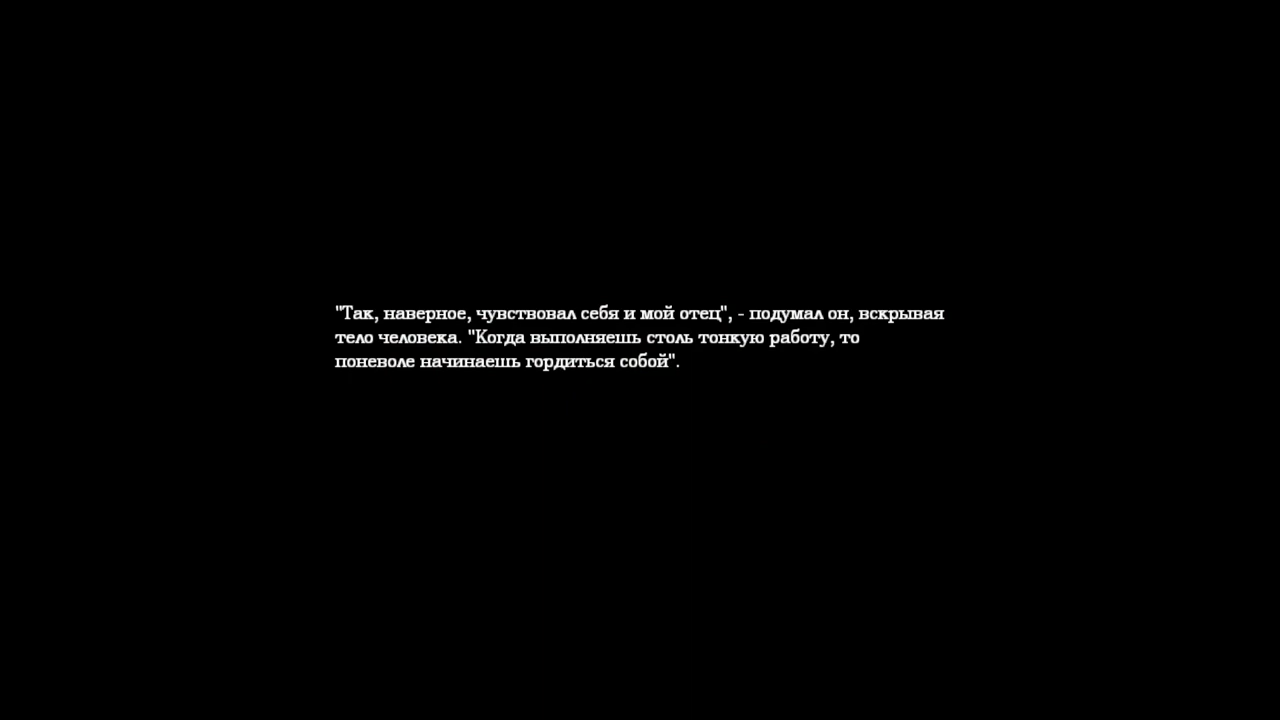 "Так, наверное, чувствовал себя и мой отец", - подумал он, вскрывая
тело человека. "Когда выполняешь столь тонкую работу, то
поневоле начинаешь гордиться собой".